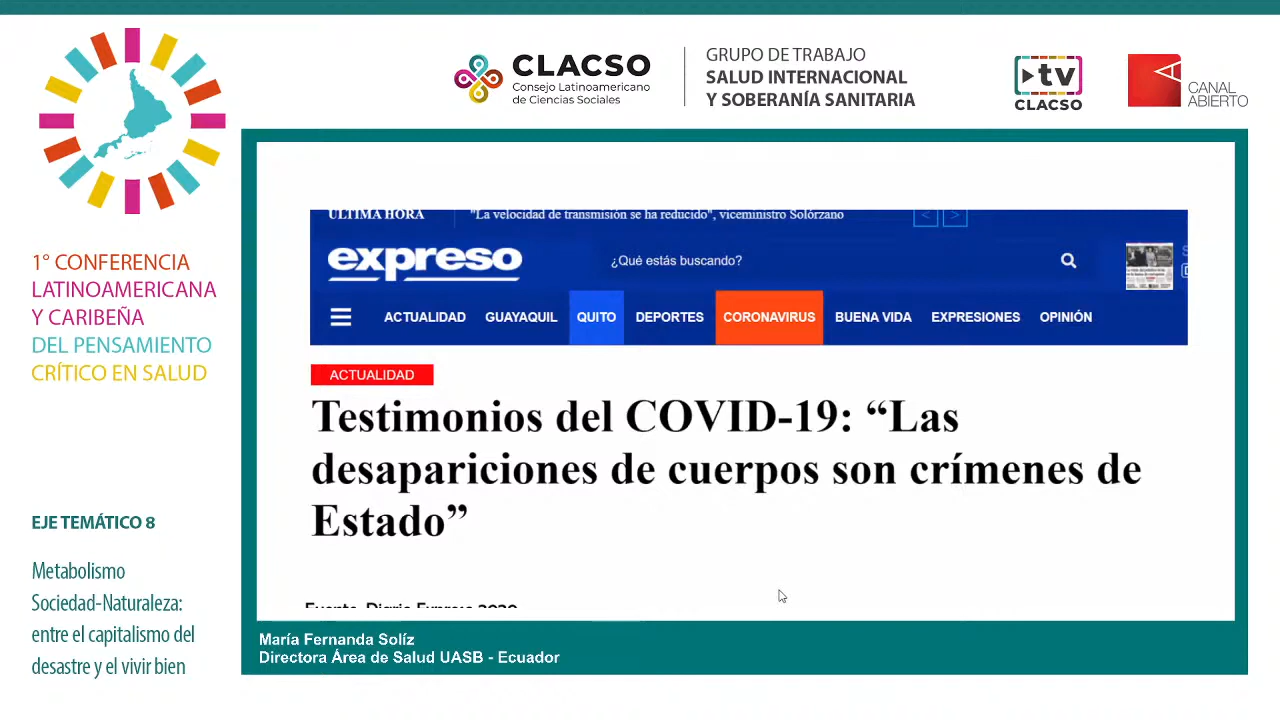 CLACSO
Consejo Latinoamericano
de Ciencias Sociales
GRUPO DE TRABAJO
SALUD INTERNACIONAL
Y SOBERANÍA SANITARIA
tv
CLACSO
CANAL
ABIERTO
1° CONFERENCIA
LATINOAMERICANA
Y CARIBEÑA
DEL PENSAMIENTO
CRÍTICO EN SALUD
EJE TEMÁTICO 8
Metabolismo
Sociedad-Naturaleza:
entre el capitalismo del
desastre y el vivir bien
ÚLTIMA HORA "La velocidad de transmisión se ha reducido", viceministro Solórzano < >
expreso ¿Qué estás buscando?
ACTUALIDAD GUAYAQUIL QUITO DEPORTES CORONAVIRUS BUENA VIDA EXPRESIONES OPINIÓN
ACTUALIDAD
Testimonios del COVID-19: “Las
desapariciones de cuerpos son crímenes de
Estado”
Fuente. Diario Expreso 2020
María Fernanda Solíz
Directora Área de Salud UASB - Ecuador